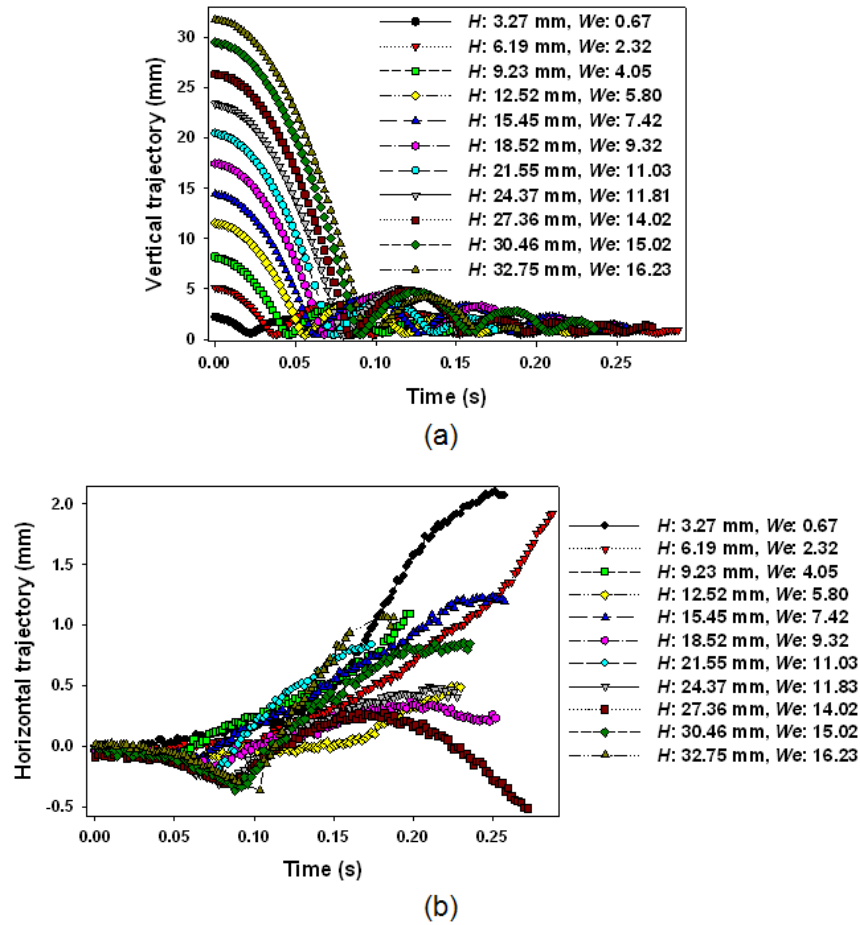 Vertical trajectory (mm)
30
25
20
15
10
5
0
H: 3.27 mm, We: 0.67
H: 6.19 mm, We: 2.32
H: 9.23 mm, We: 4.05
H: 12.52 mm, We: 5.80
H: 15.45 mm, We: 7.42
H: 18.52 mm, We: 9.32
H: 21.55 mm, We: 11.03
H: 24.37 mm, We: 11.81
H: 27.36 mm, We: 14.02
H: 30.46 mm, We: 15.02
H: 32.75 mm, We: 16.23
0.00 0.05 0.10 0.15 0.20 0.25
Time (s)
(a)
Horizontal trajectory (mm)
2.0
1.5
1.0
0.5
0.0
-0.5
0.00 0.05 0.10 0.15 0.20 0.25
Time (s)
H: 3.27 mm, We: 0.67
H: 6.19 mm, We: 2.32
H: 9.23 mm, We: 4.05
H: 12.52 mm, We: 5.80
H: 15.45 mm, We: 7.42
H: 18.52 mm, We: 9.32
H: 21.55 mm, We: 11.03
H: 24.37 mm, We: 11.83
H: 27.36 mm, We: 14.02
H: 30.46 mm, We: 15.02
H: 32.75 mm, We: 16.23
(b)